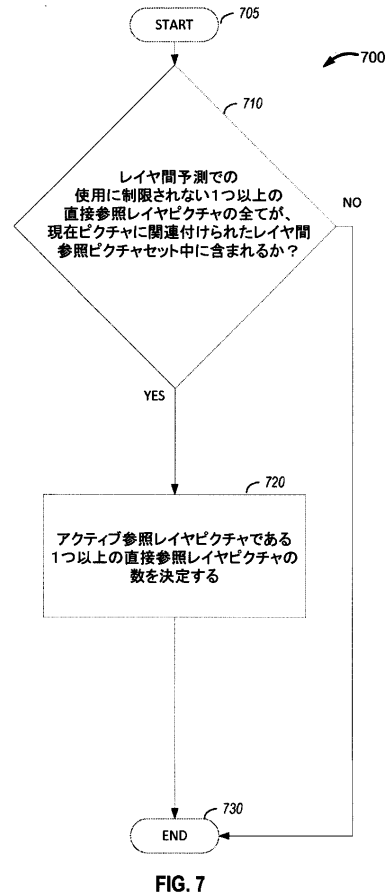 START
705
700
710
レイヤ間予測での
使用に制限されない1つ以上の
直接参照レイヤピクチャの全てが、
現在ピクチャに関連付けられたレイヤ間
参照ピクチャセット中に含まれるか？
NO
YES
720
アクティブ参照レイヤピクチャである
1つ以上の直接参照レイヤピクチャの
数を決定する
730
END
FIG. 7